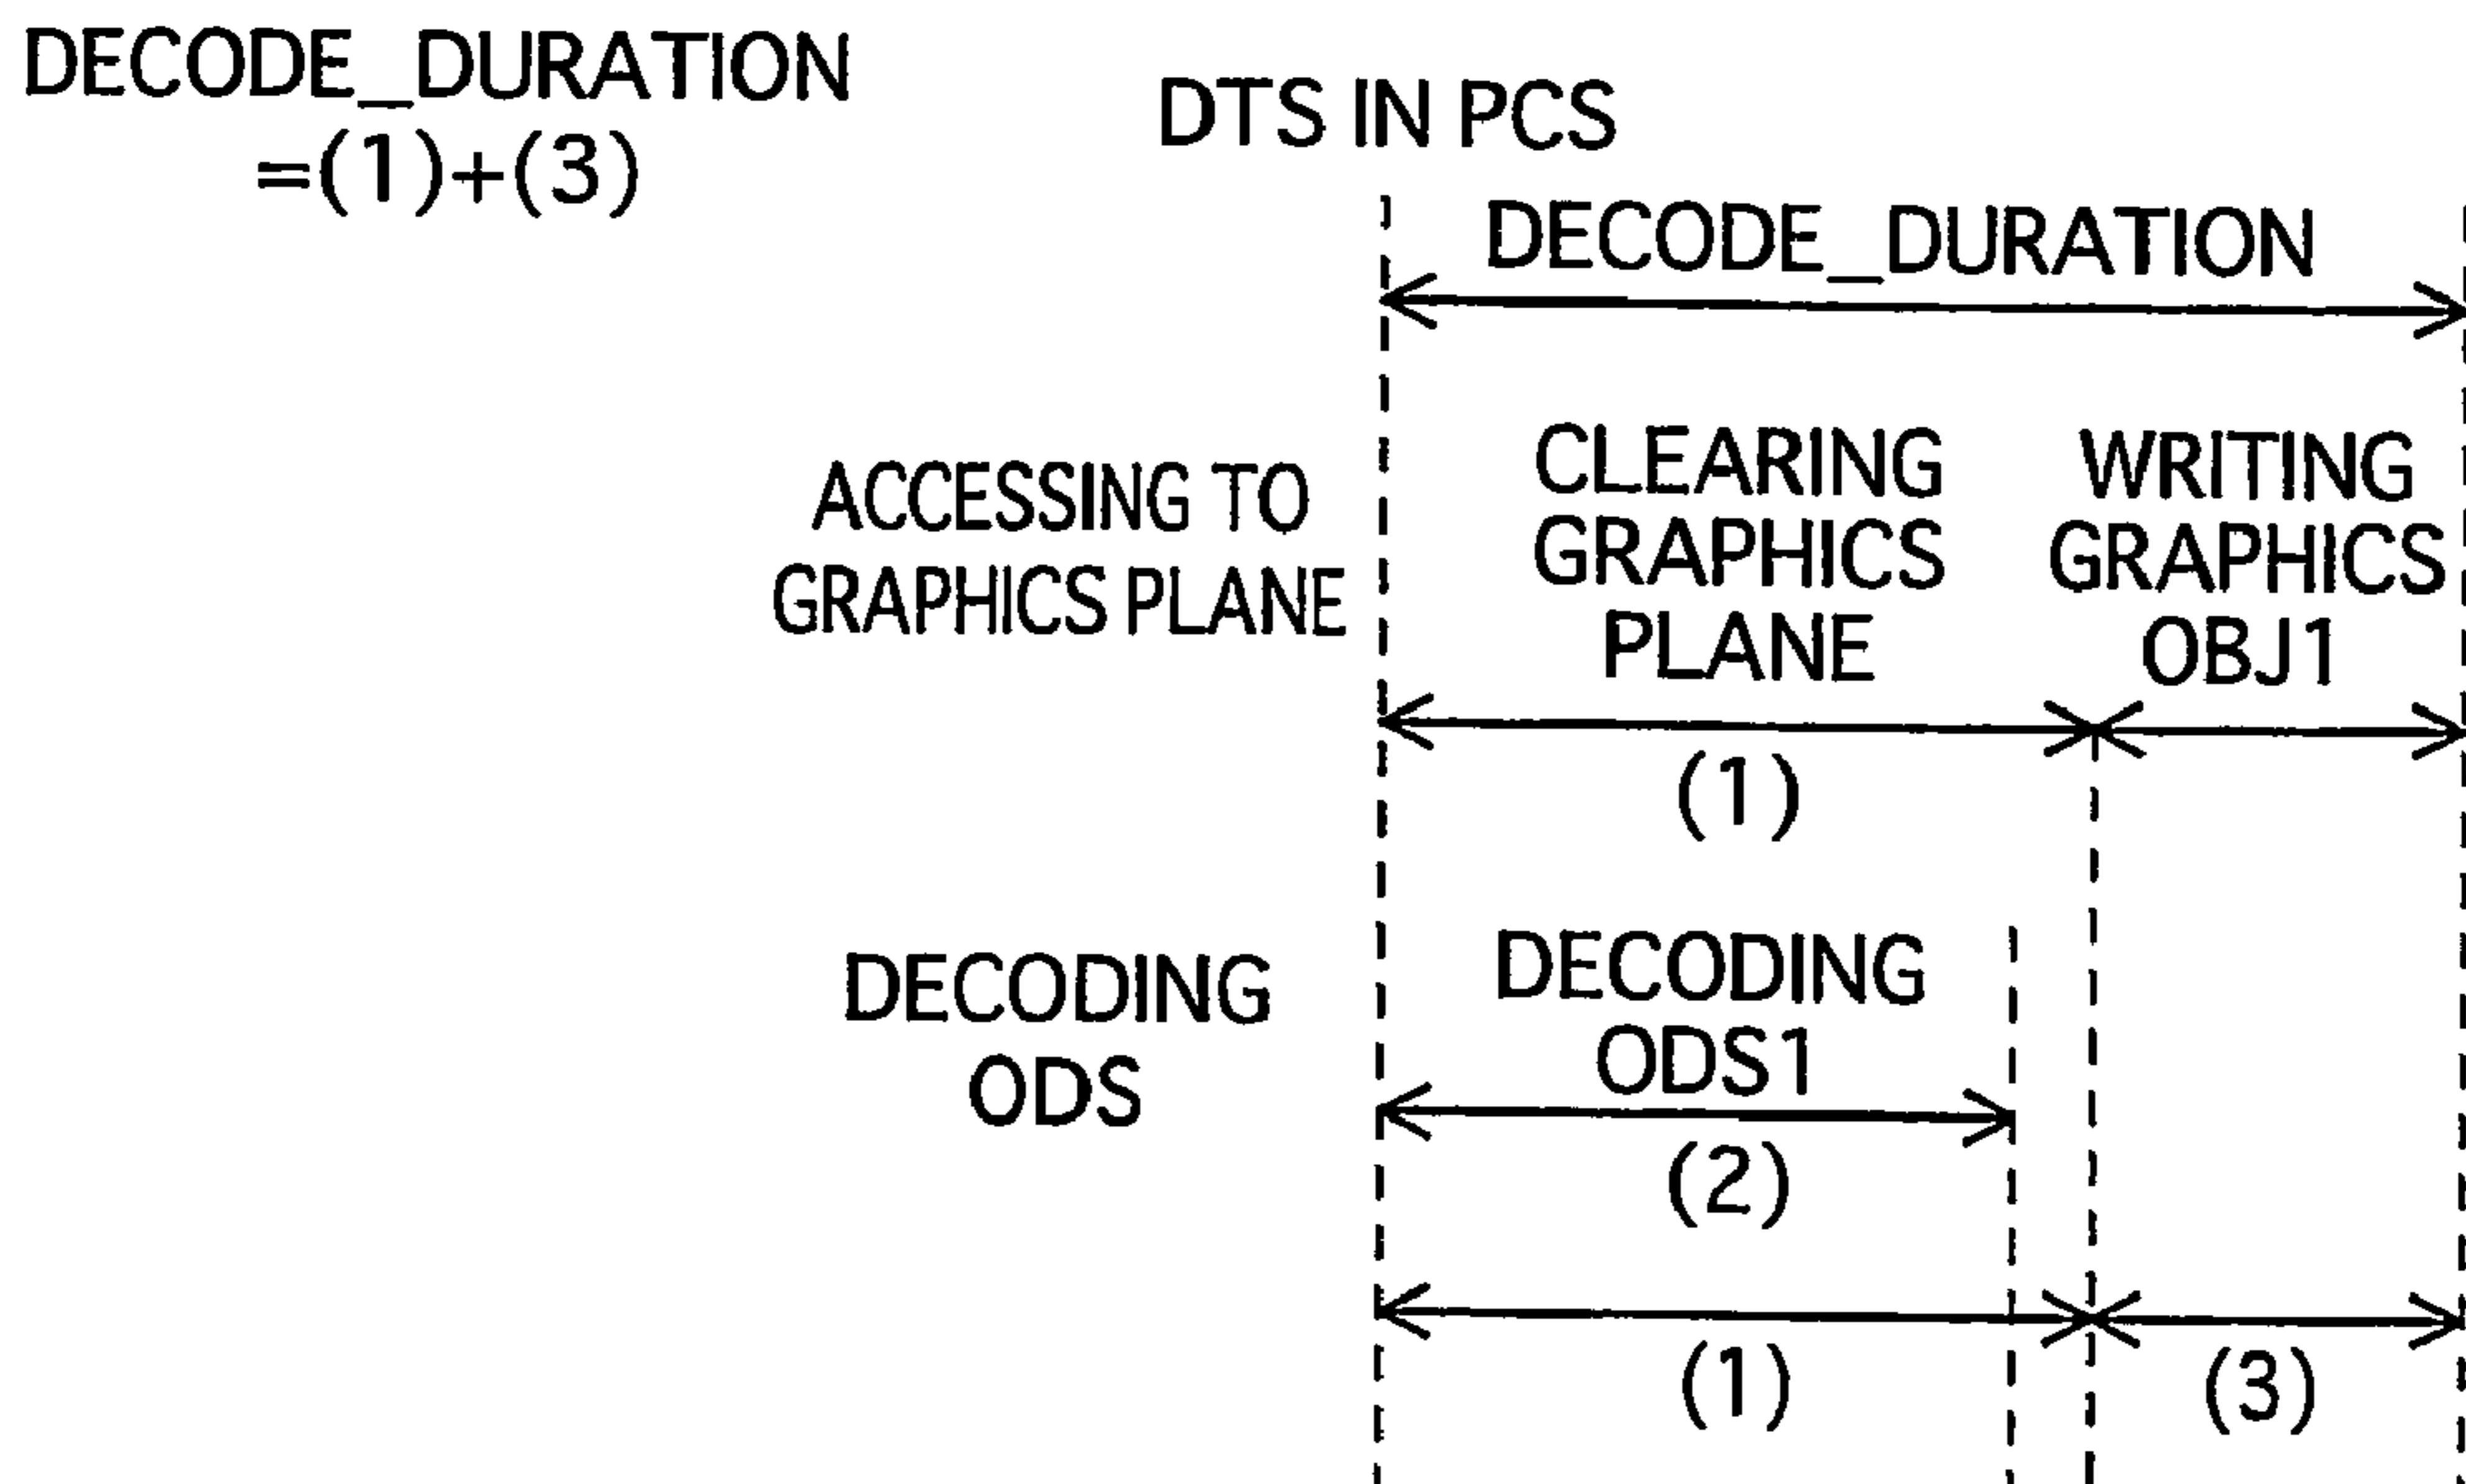 DECODE_DURATION
=(1)+(3)
DTS IN PCS
DECODE_DURATION
ACCESSING TO
GRAPHICS PLANE
CLEARING
GRAPHICS
PLANE
WRITING
GRAPHICS
OBJ1
(1)
DECODING
ODS
DECODING
ODS1
(2)
(1)
(3)